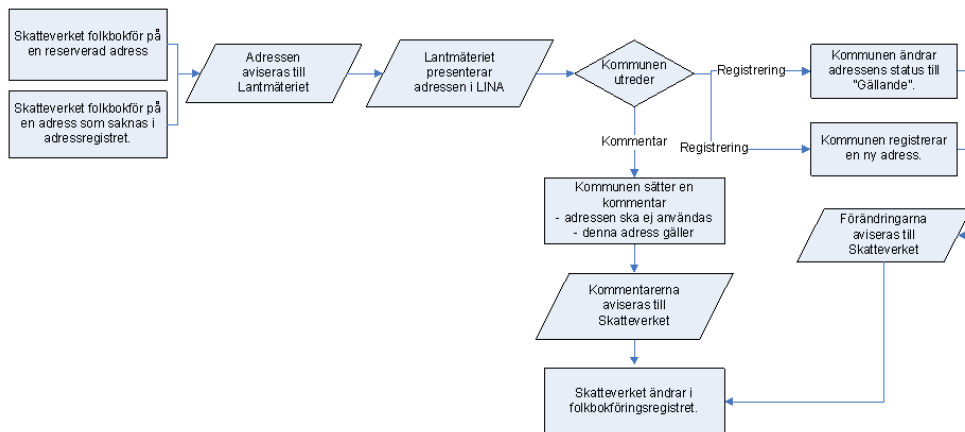 Skatteverket folkbokför på
en reserverad adress
Skatteverket folkbokför på
en adress som saknas i
adressregistret.
Adressen
aviseras till
Lantmäteriet
Lantmäteriet
presenterar
adressen i LINA
Kommunen
utreder
Registrering
Kommunen ändrar
adressens status till
"Gällande".
Registrering
Kommunen registrerar
en ny adress.
Kommentar
Kommunen sätter en
kommentar
- adressen ska ej användas
- denna adress gäller
Förändringarna
aviseras till
Skatteverket
Kommentarerna
aviseras till
Skatteverket
Skatteverket ändrar i
folkbokföringsregistret.